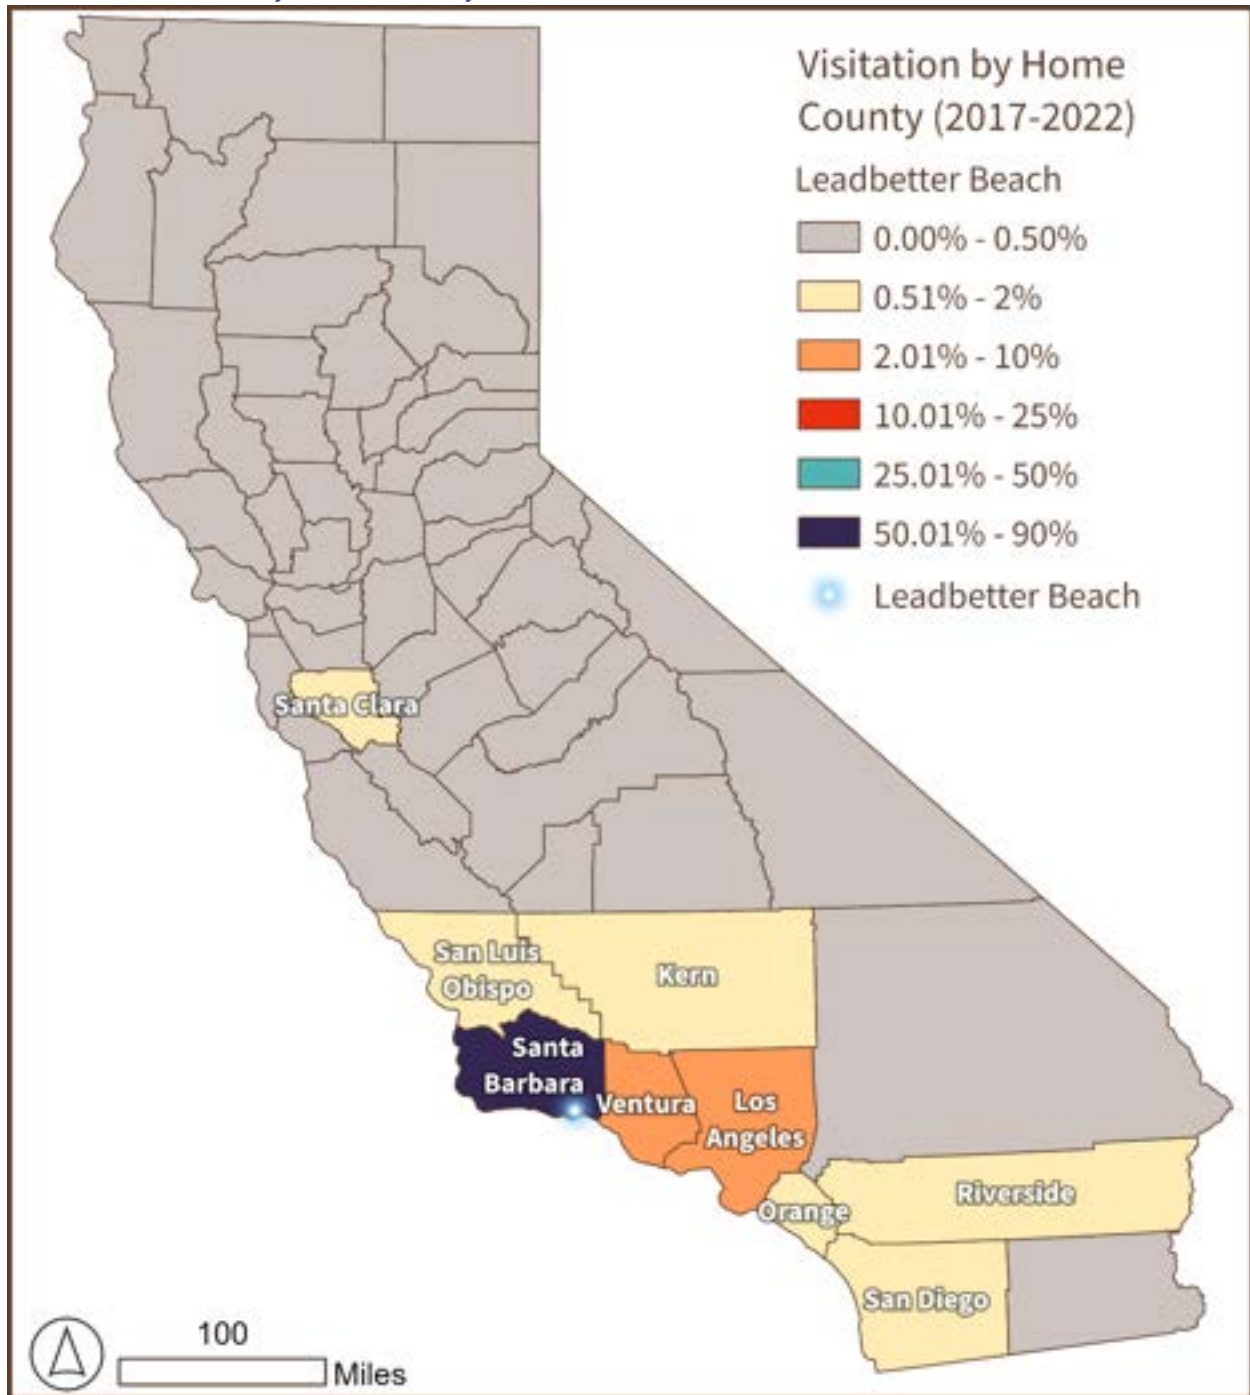 Visitation by Home
County (2017-2022)
Leadbetter Beach
0.00% - 0.50%
0.51% - 2%
2.01% - 10%
10.01% - 25%
25.01% - 50%
50.01% - 90%
Leadbetter Beach
Santa Clara
San Luis
Obispo
Kern
Santa
Barbara
Ventura
Los
Angeles
Orange
Riverside
San Diego
100
Miles